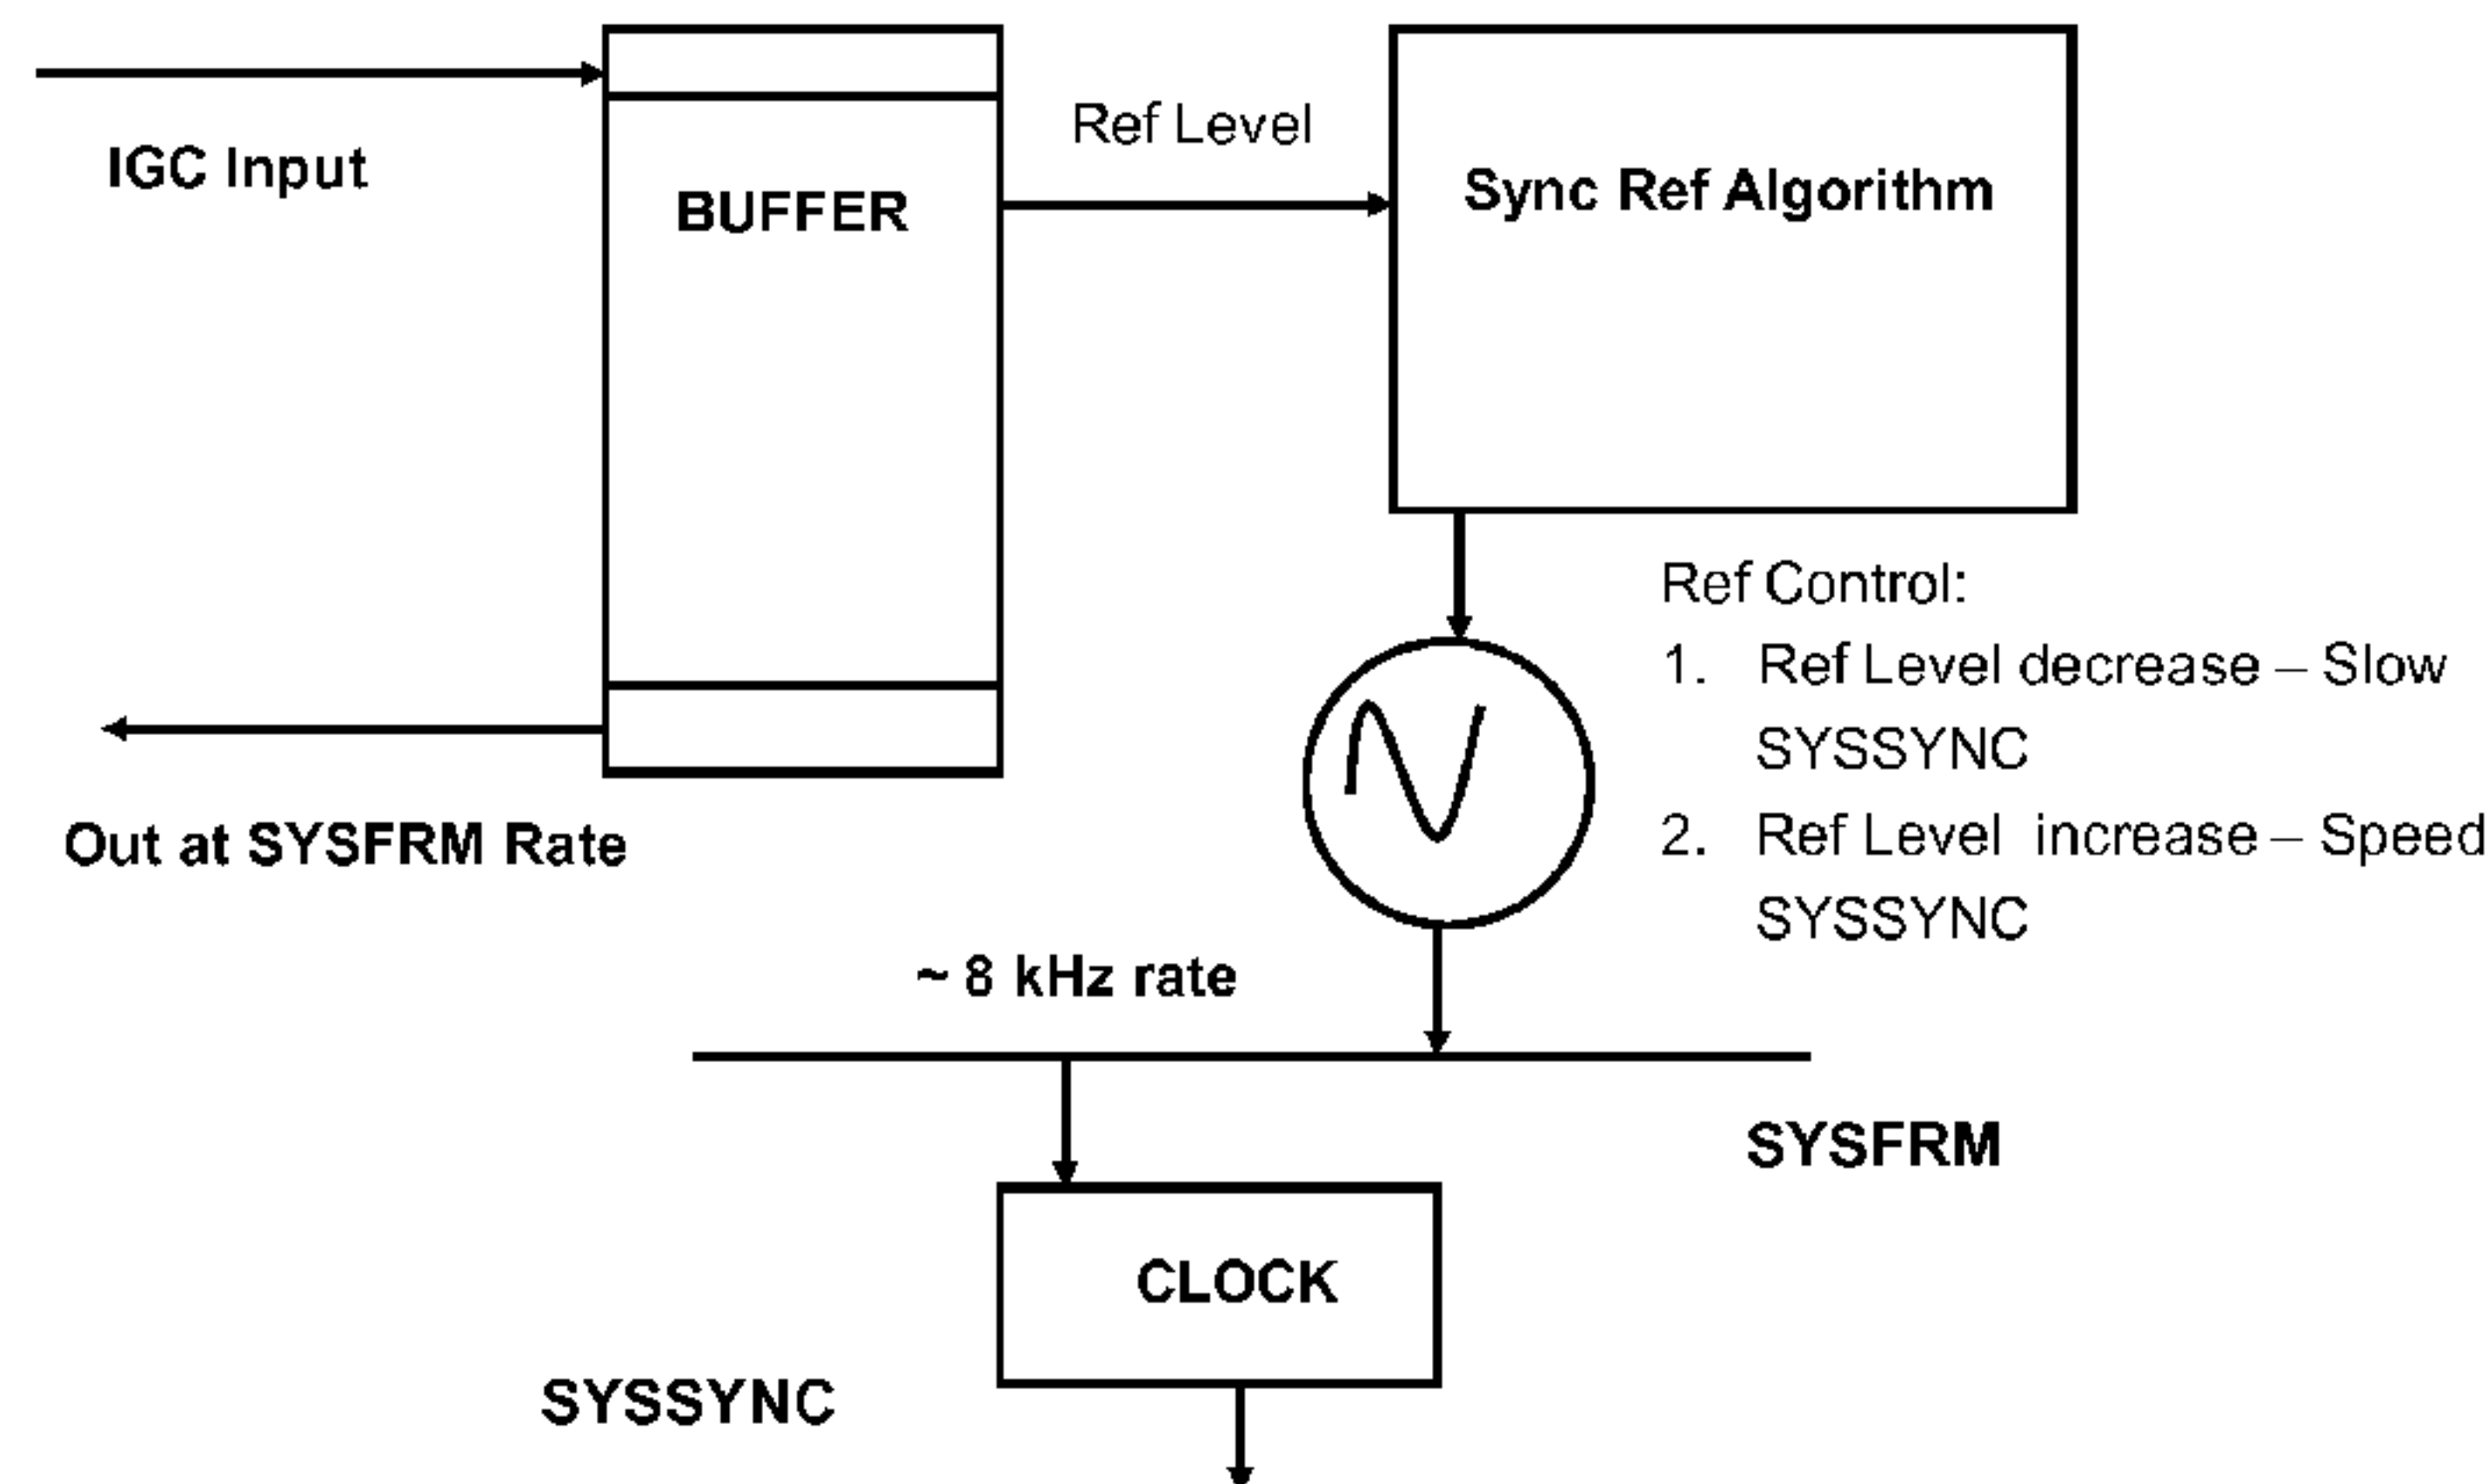 IGC Input
BUFFER
Ref Level
Sync Ref Algorithm
Out at SYSFRM Rate
Ref Control:
1. Ref Level decrease – Slow
SYSSYNC
2. Ref Level increase – Speed
SYSSYNC
~ 8 kHz rate
SYSFRM
CLOCK
SYSSYNC